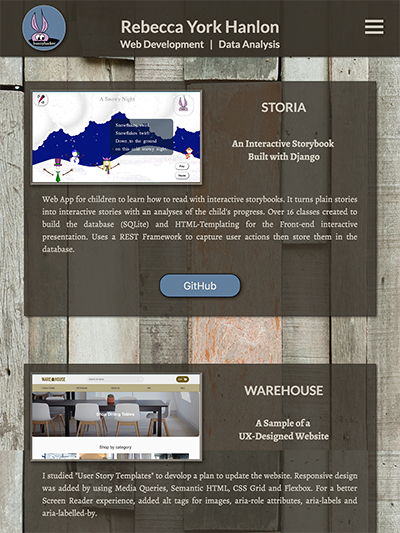 Rebecca York Hanlon
Web Development | Data Analysis
STORIA
A Snowy Night
Snowflakes swirl
Snowflakes twirl
Down to the ground
on this cold snowy night.
An Interactive Storybook
Built with Django
Web App for children to learn how to read with interactive storybooks. It turns plain stories
into interactive stories with an analyses of the child's progress. Over 16 classes created to
build the database (SQLite) and HTML-Templating for the Front-end interactive
presentation. Uses a REST Framework to capture user actions then store them in the
database.
GitHub
WAREHOUSE
Shop by category
A Sample of a
UX-Designed Website
I studied "User Story Templates" to devolop a plan to update the website. Responsive design
was added by using Media Queries, Semantic HTML, CSS Grid and Flexbox. For a better
Screen Reader experience, added alt tags for images, aria-role attributes, aria-labels and
aria-labelled-by.